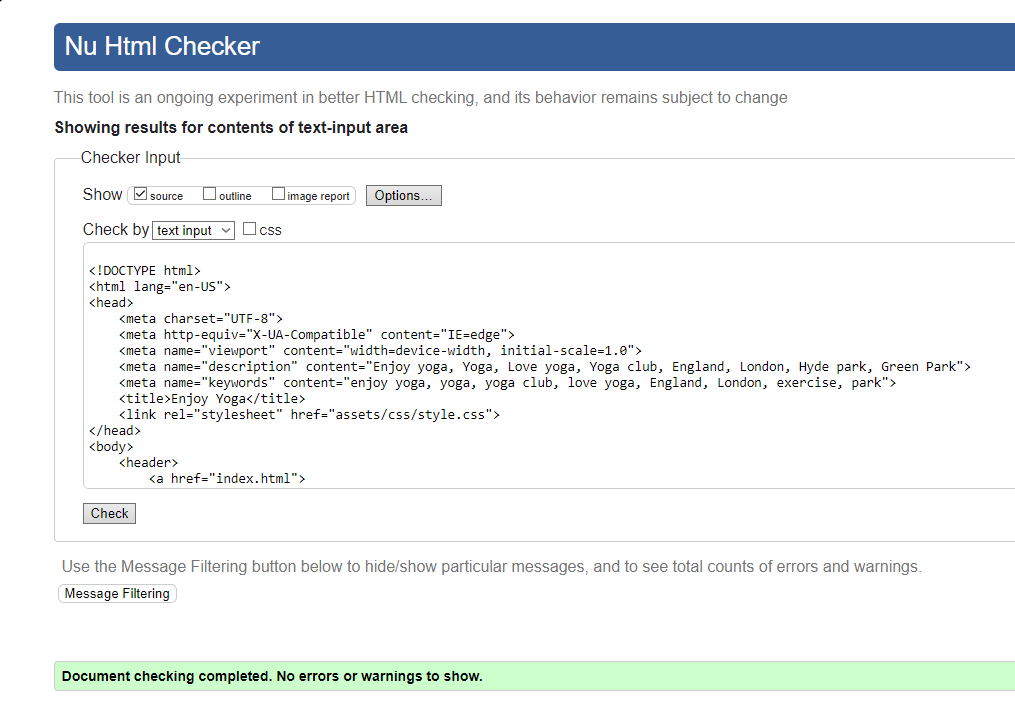 Nu Html Checker
This tool is an ongoing experiment in better HTML checking, and its behavior remains subject to change
Showing results for contents of text-input area
Checker Input
Show source outline image report Options...
Check by text input css
<!DOCTYPE html>
<html lang="en-US">
<head>
    <meta charset="UTF-8">
    <meta http-equiv="X-UA-Compatible" content="IE=edge">
    <meta name="viewport" content="width=device-width, initial-scale=1.0">
    <meta name="description" content="Enjoy yoga, Yoga, Love yoga, Yoga club, England, London, Hyde park, Green Park">
    <meta name="keywords" content="enjoy yoga, yoga, yoga club, love yoga, England, London, exercise, park">
    <title>Enjoy Yoga</title>
    <link rel="stylesheet" href="assets/css/style.css">
</head>
<body>
    <header>
        <a href="index.html">
Check
Use the Message Filtering button below to hide/show particular messages, and to see total counts of errors and warnings.
Message Filtering
Document checking completed. No errors or warnings to show.